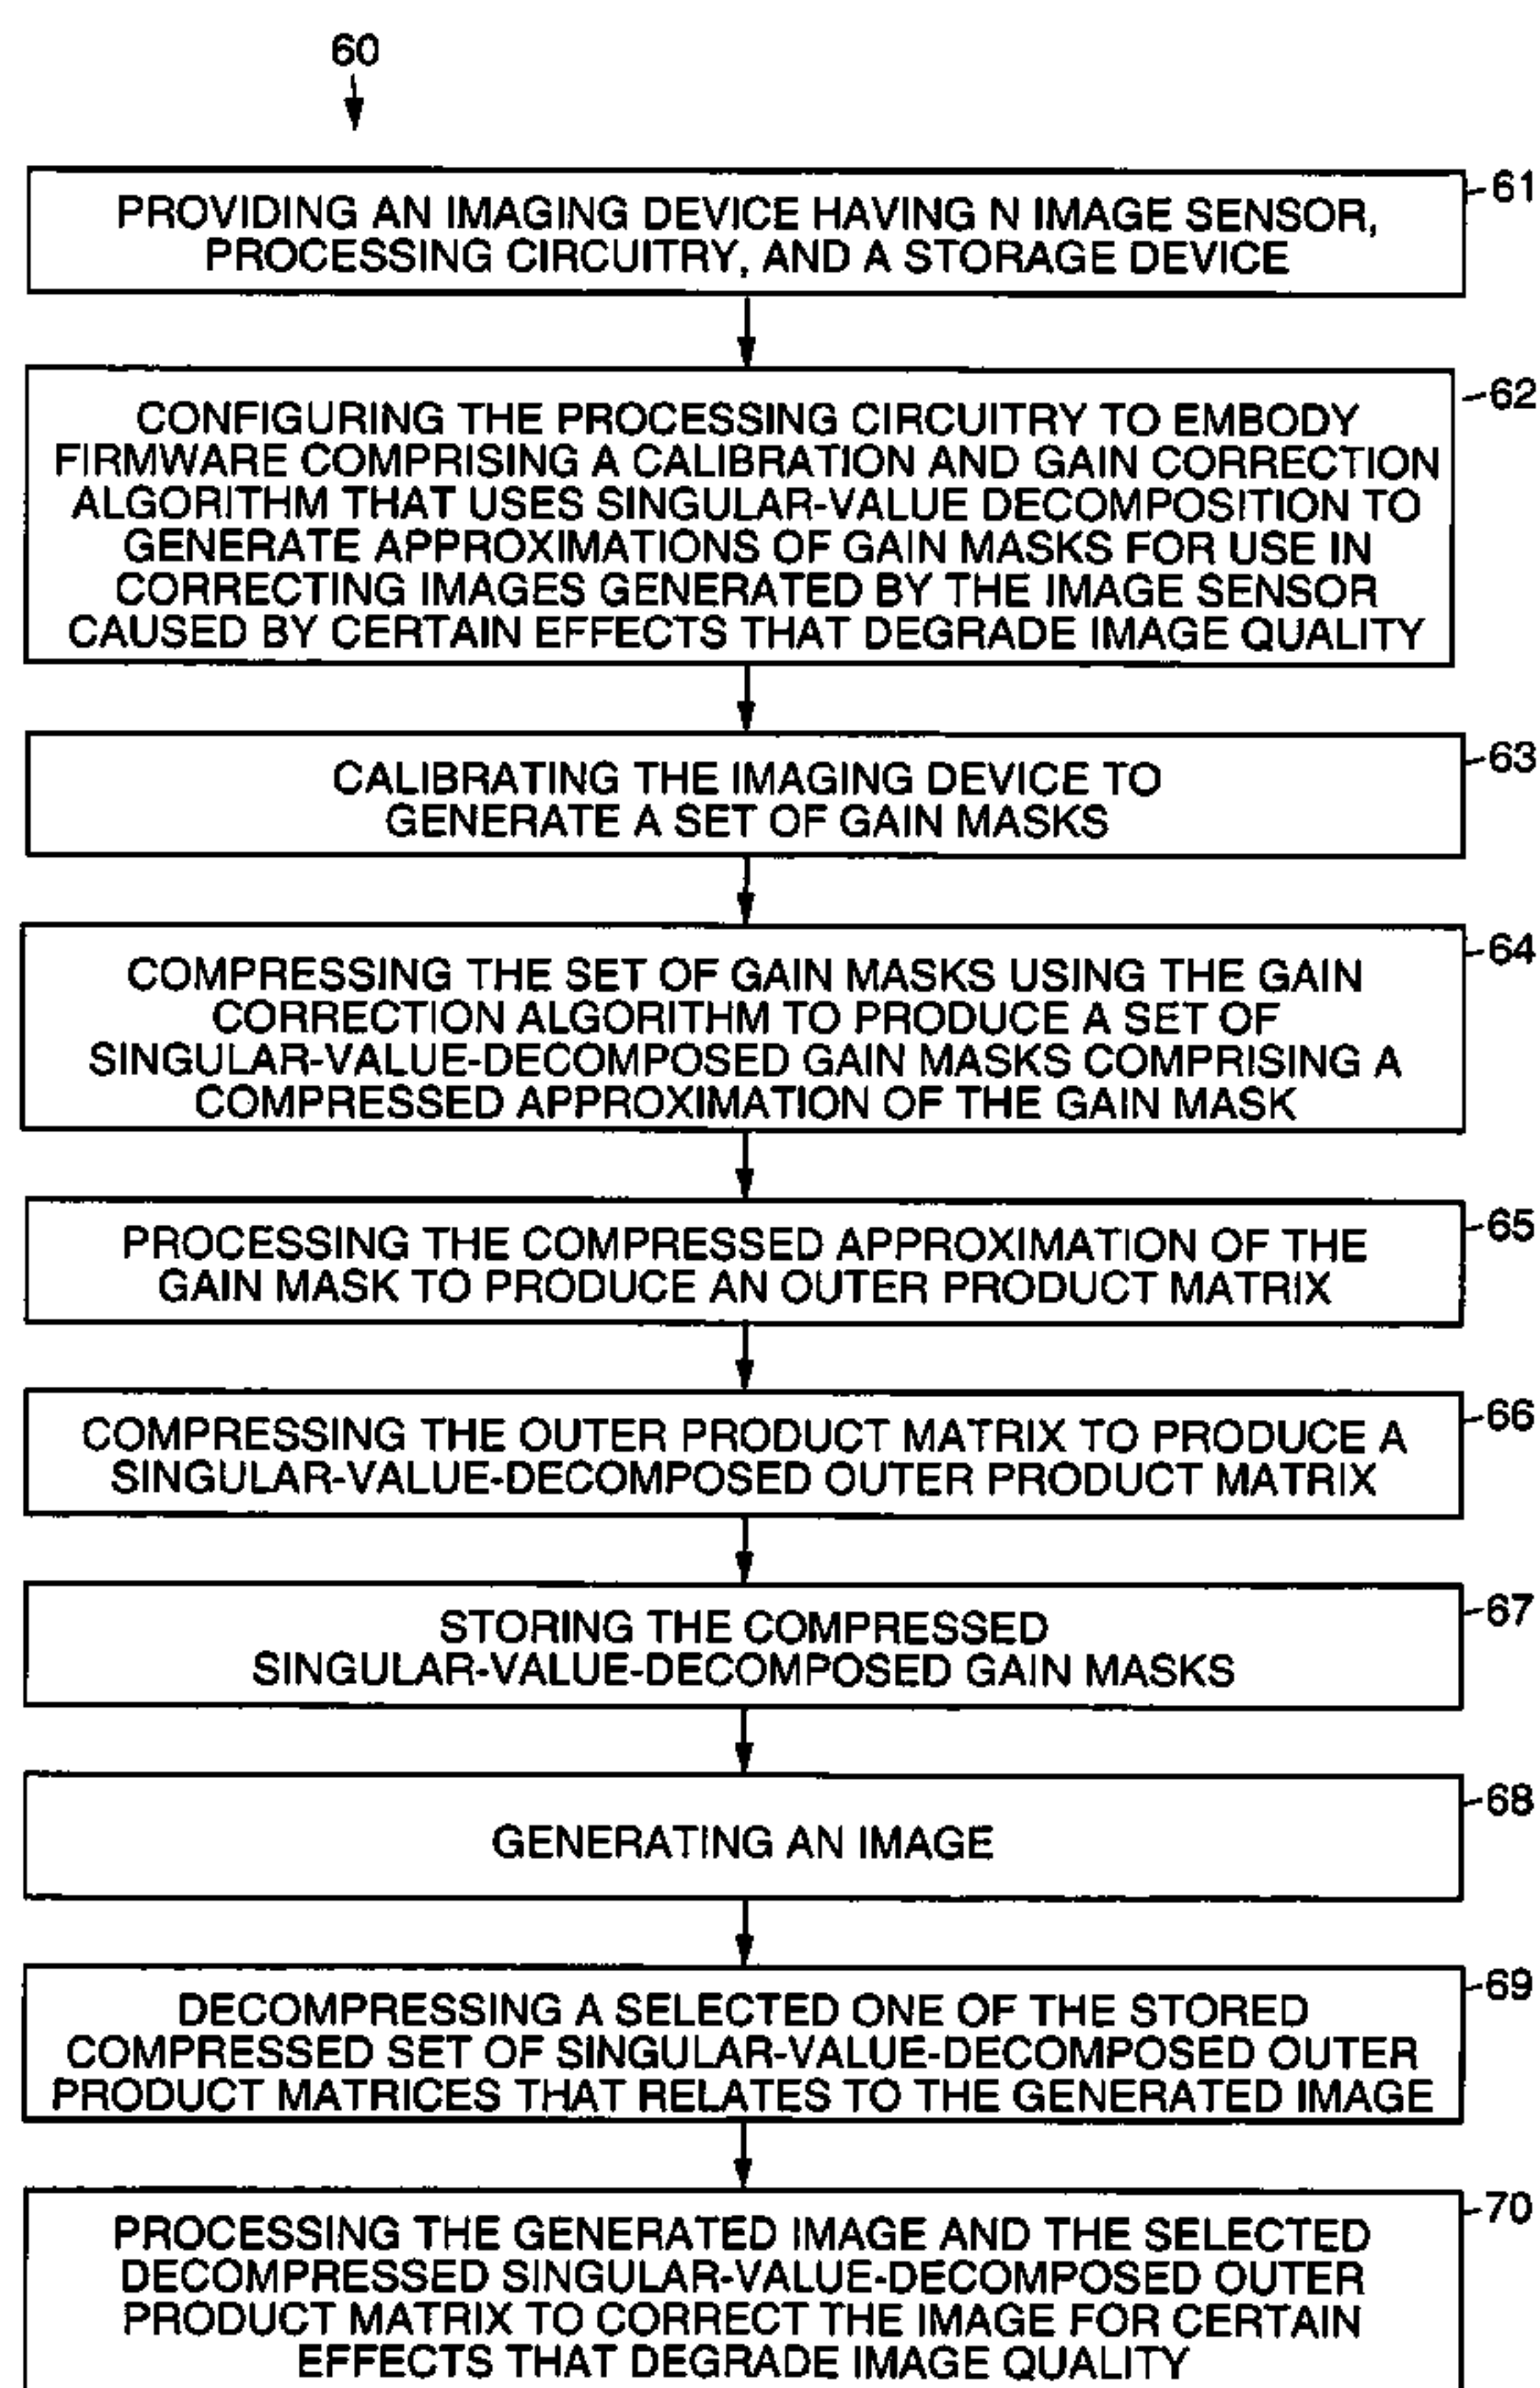 60
PROVIDING AN IMAGING DEVICE HAVING N IMAGE SENSOR,
PROCESSING CIRCUITRY, AND A STORAGE DEVICE
61
CONFIGURING THE PROCESSING CIRCUITRY TO EMBODY
FIRMWARE COMPRISING A CALIBRATION AND GAIN CORRECTION
ALGORITHM THAT USES SINGULAR-VALUE DECOMPOSITION TO
GENERATE APPROXIMATIONS OF GAIN MASKS FOR USE IN
CORRECTING IMAGES GENERATED BY THE IMAGE SENSOR
CAUSED BY CERTAIN EFFECTS THAT DEGRADE IMAGE QUALITY
62
CALIBRATING THE IMAGING DEVICE TO
GENERATE A SET OF GAIN MASKS
63
COMPRESSING THE SET OF GAIN MASKS USING THE GAIN
CORRECTION ALGORITHM TO PRODUCE A SET OF
SINGULAR-VALUE-DECOMPOSED GAIN MASKS COMPRISING A
COMPRESSED APPROXIMATION OF THE GAIN MASK
64
PROCESSING THE COMPRESSED APPROXIMATION OF THE
GAIN MASK TO PRODUCE AN OUTER PRODUCT MATRIX
65
COMPRESSING THE OUTER PRODUCT MATRIX TO PRODUCE A
SINGULAR-VALUE-DECOMPOSED OUTER PRODUCT MATRIX
66
STORING THE COMPRESSED
SINGULAR-VALUE-DECOMPOSED GAIN MASKS
67
GENERATING AN IMAGE
68
DECOMPRESSING A SELECTED ONE OF THE STORED
COMPRESSED SET OF SINGULAR-VALUE-DECOMPOSED OUTER
PRODUCT MATRICES THAT RELATES TO THE GENERATED IMAGE
69
PROCESSING THE GENERATED IMAGE AND THE SELECTED
DECOMPRESSED SINGULAR-VALUE-DECOMPOSED OUTER
PRODUCT MATRIX TO CORRECT THE IMAGE FOR CERTAIN
EFFECTS THAT DEGRADE IMAGE QUALITY
70